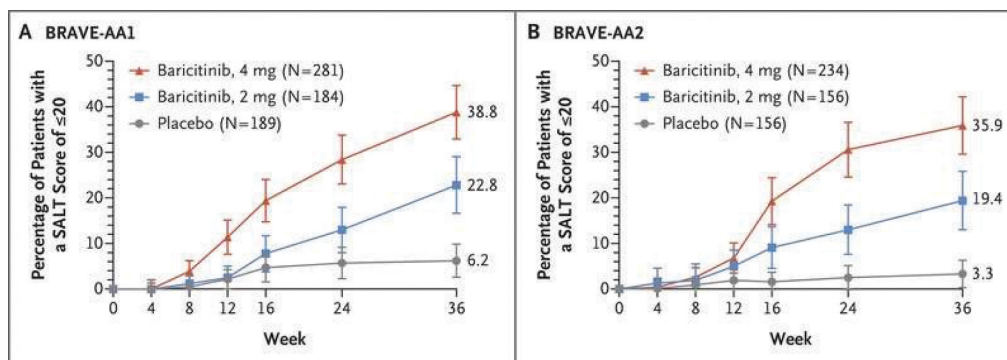 A BRAVE-AA1
Percentage of Patients with
a SALT Score of ≤20
50
40
30
20
10
0
Baricitinib, 4 mg (N=281)
Baricitinib, 2 mg (N=184)
Placebo (N=189)
38.8
22.8
6.2
0 4 8 12 16 24 36
Week
B BRAVE-AA2
Percentage of Patients with
a SALT Score of ≤20
50
40
30
20
10
0
Baricitinib, 4 mg (N=234)
Baricitinib, 2 mg (N=156)
Placebo (N=156)
35.9
19.4
3.3
0 4 8 12 16 24 36
Week